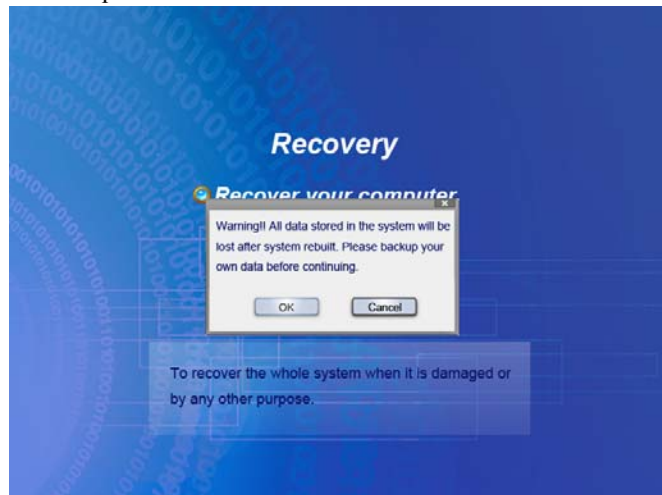 Recovery
Recover your computer
Warning!! All data stored in the system will be
lost after system rebuilt. Please backup your
own data before continuing.
OK
Cancel
To recover the whole system when it is damaged or
by any other purpose.